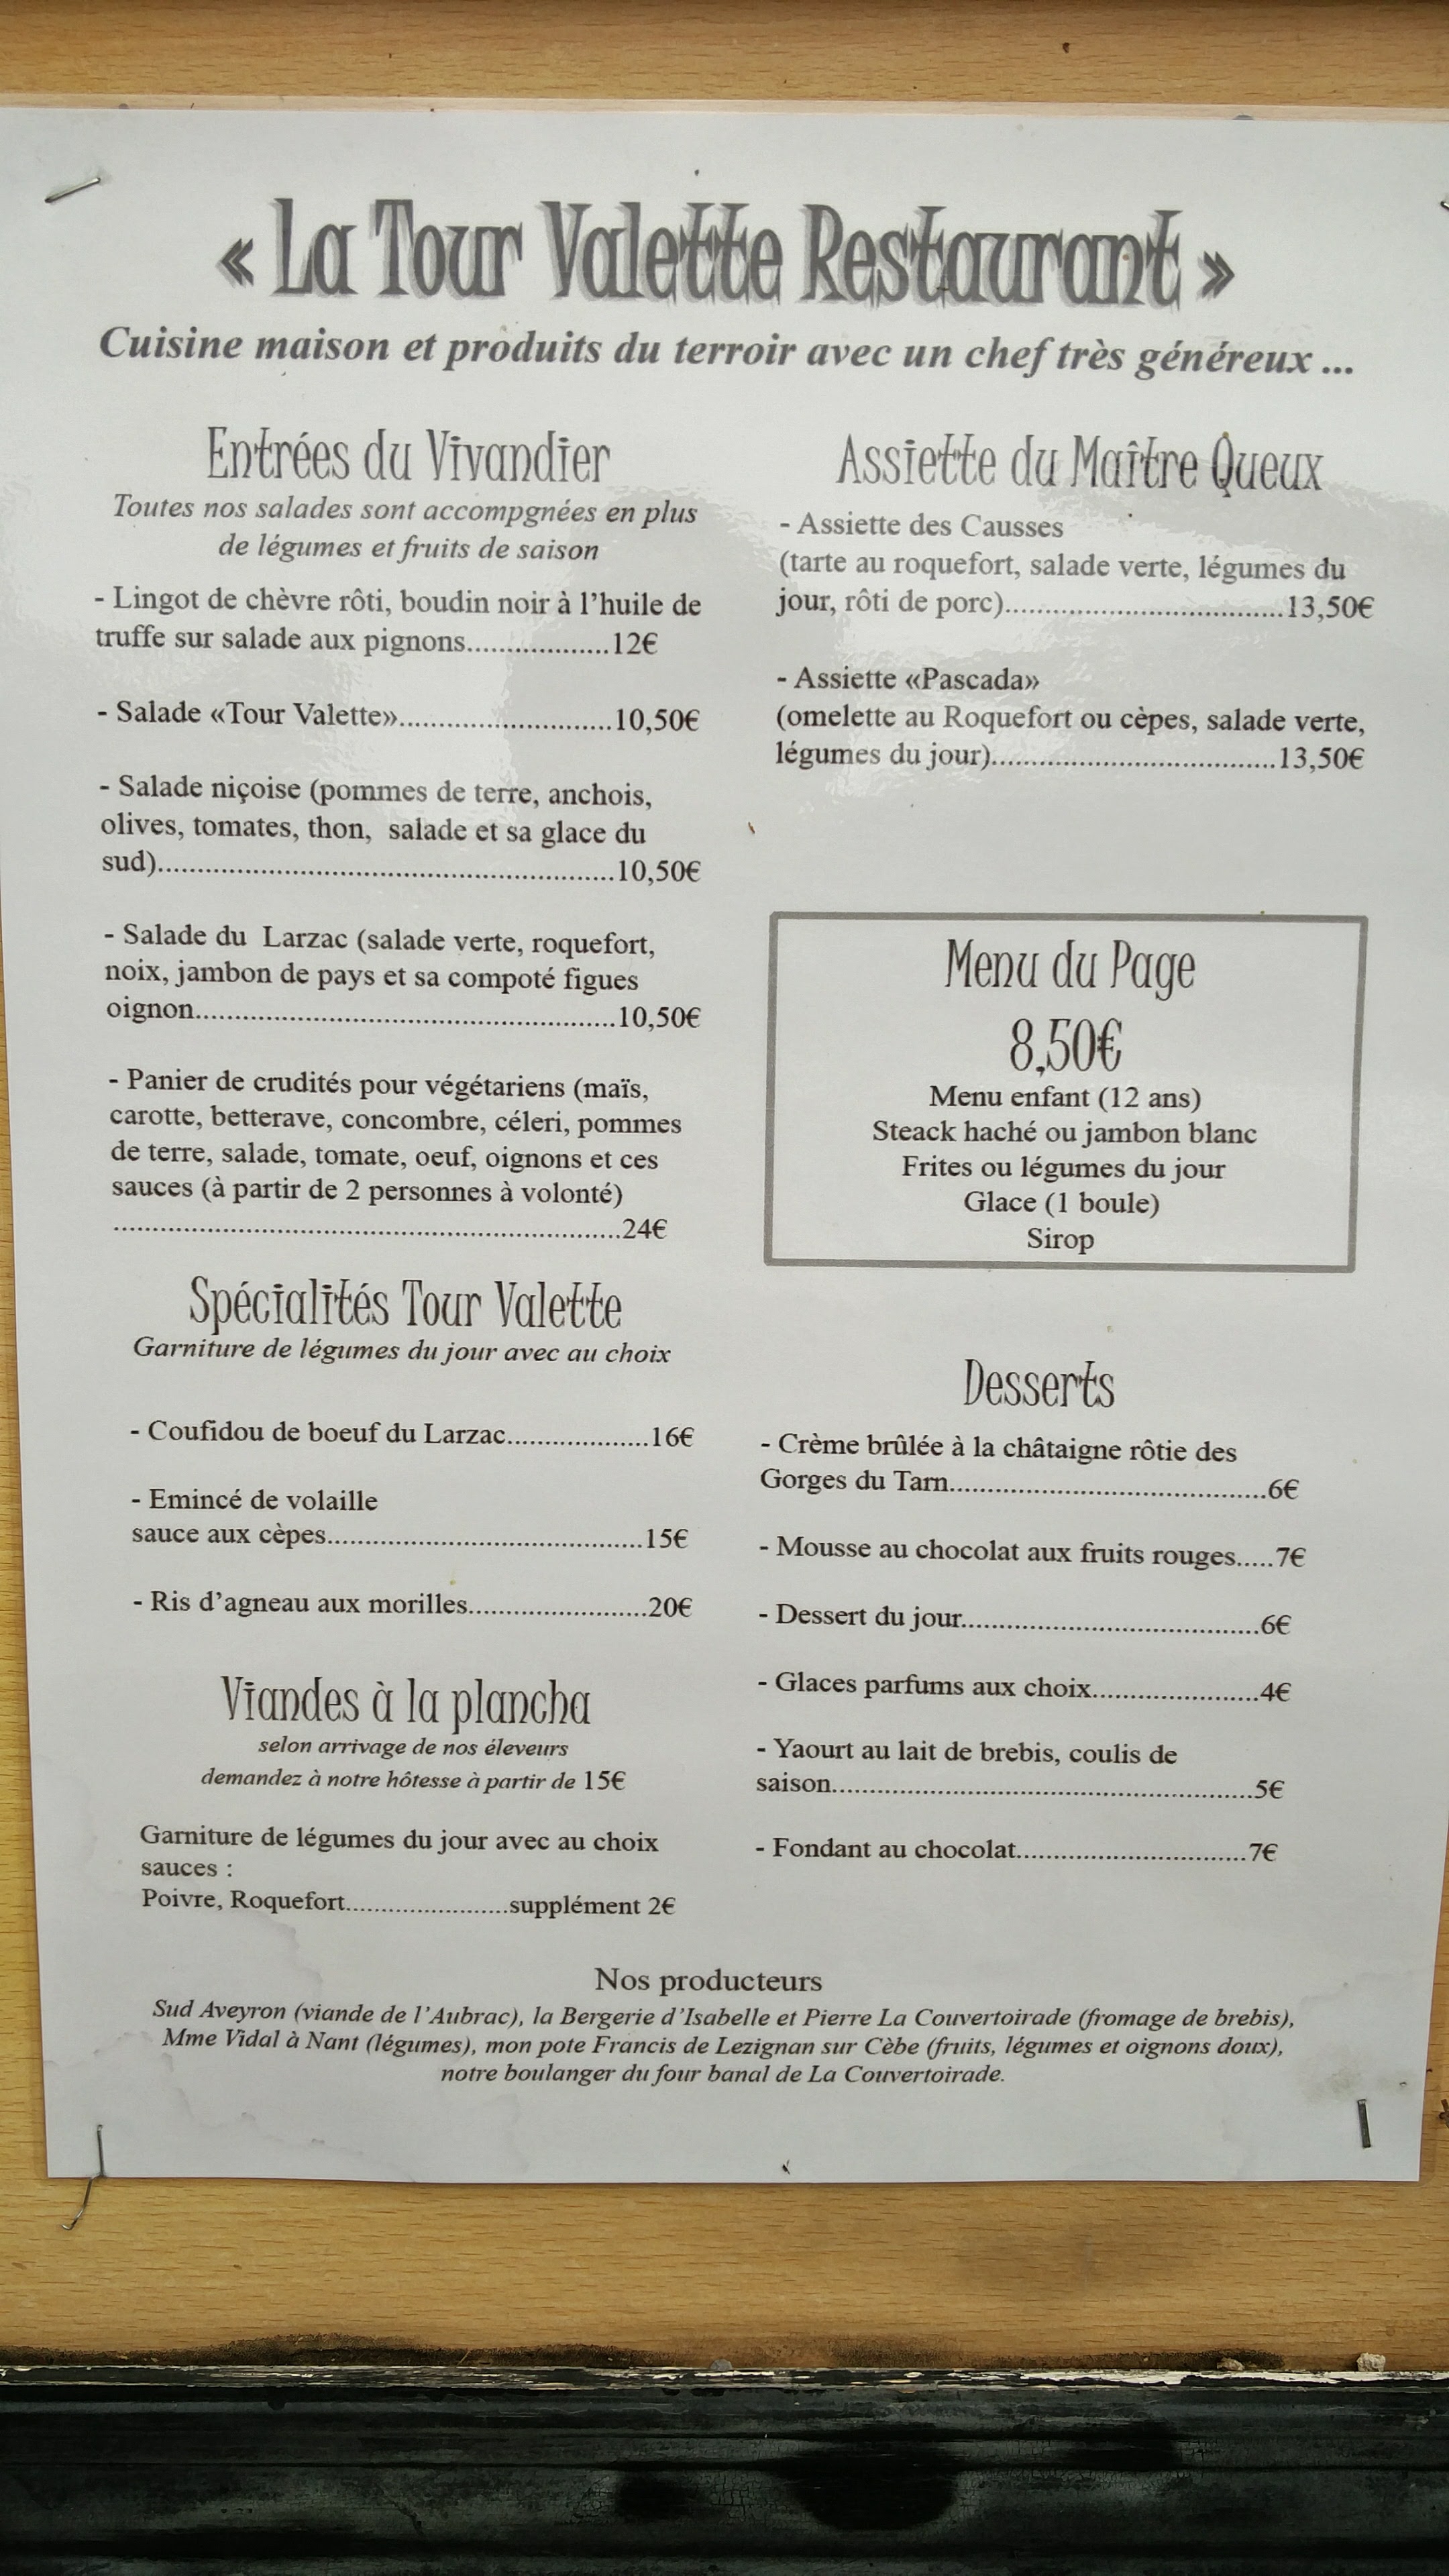 « La Tour Valette Restaurant »
Cuisine maison et produits du terroir avec un chef très généreux ...
Entrées du Vivandier
Toutes nos salades sont accompgnées en plus
de légumes et fruits de saison
- Lingot de chèvre rôti, boudin noir à l'huile de
truffe sur salade aux pignons..................12€
- Salade «Tour Valette»...........................10,50€
- Salade niçoise (pommes de terre, anchois,
olives, tomates, thon, salade et sa glace du
sud)..........................................................10,50€
- Salade du Larzac (salade verte, roquefort,
noix, jambon de pays et sa compoté figues
oignon.....................................................10,50€
- Panier de crudités pour végétariens (maïs,
carotte, betterave, concombre, céleri, pommes
de terre, salade, tomate, oeuf, oignons et ces
sauces (à partir de 2 personnes à volonté)
................................................................24€
Spécialités Tour Valette
Garniture de légumes du jour avec au choix
- Coufidou de boeuf du Larzac...................16€
- Emincé de volaille
sauce aux cèpes.........................................15€
- Ris d'agneau aux morilles........................20€
Viandes à la plancha
selon arrivage de nos éleveurs
demandez à notre hôtesse à partir de 15€
Garniture de légumes du jour avec au choix
sauces :
Poivre, Roquefort.......................supplément 2€
Assiette du Maître Queux
- Assiette des Causses
(tarte au roquefort, salade verte, légumes du
jour, rôti de porc)...................................13,50€
- Assiette «Pascada»
(omelette au Roquefort ou cèpes, salade verte,
légumes du jour)....................................13,50€
Menu du Page
8,50€
Menu enfant (12 ans)
Steack haché ou jambon blanc
Frites ou légumes du jour
Glace (1 boule)
Sirop
Desserts
- Crème brûlée à la châtaigne rôtie des
Gorges du Tarn..........................................6€
- Mousse au chocolat aux fruits rouges.....7€
- Dessert du jour.......................................6€
- Glaces parfums aux choix......................4€
- Yaourt au lait de brebis, coulis de
saison........................................................5€
- Fondant au chocolat..............................7€
Nos producteurs
Sud Aveyron (viande de l'Aubrac), la Bergerie d'Isabelle et Pierre La Couvertoirade (fromage de brebis),
Mme Vidal à Nant (légumes), mon pote Francis de Lezignan sur Cèbe (fruits, légumes et oignons doux),
notre boulanger du four banal de La Couvertoirade.